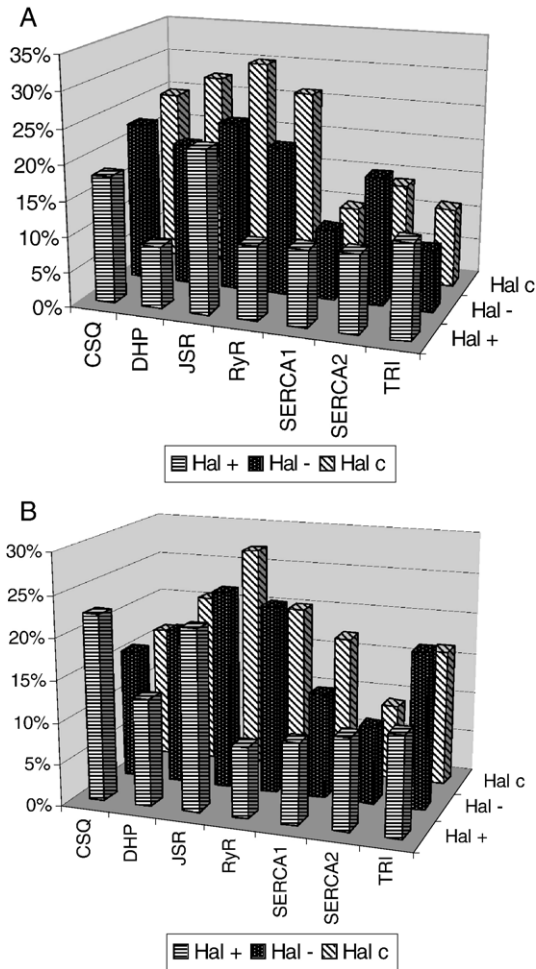 A
35%
30%
25%
20%
15%
10%
5%
0%
CSQ
DHP
JSR
RyR
SERCA1
SERCA2
TRI
Hal c
Hal -
Hal +
Hal + Hal - Hal c
B
30%
25%
20%
15%
10%
5%
0%
CSQ
DHP
JSR
RyR
SERCA1
SERCA2
TRI
Hal c
Hal -
Hal +
Hal + Hal - Hal c